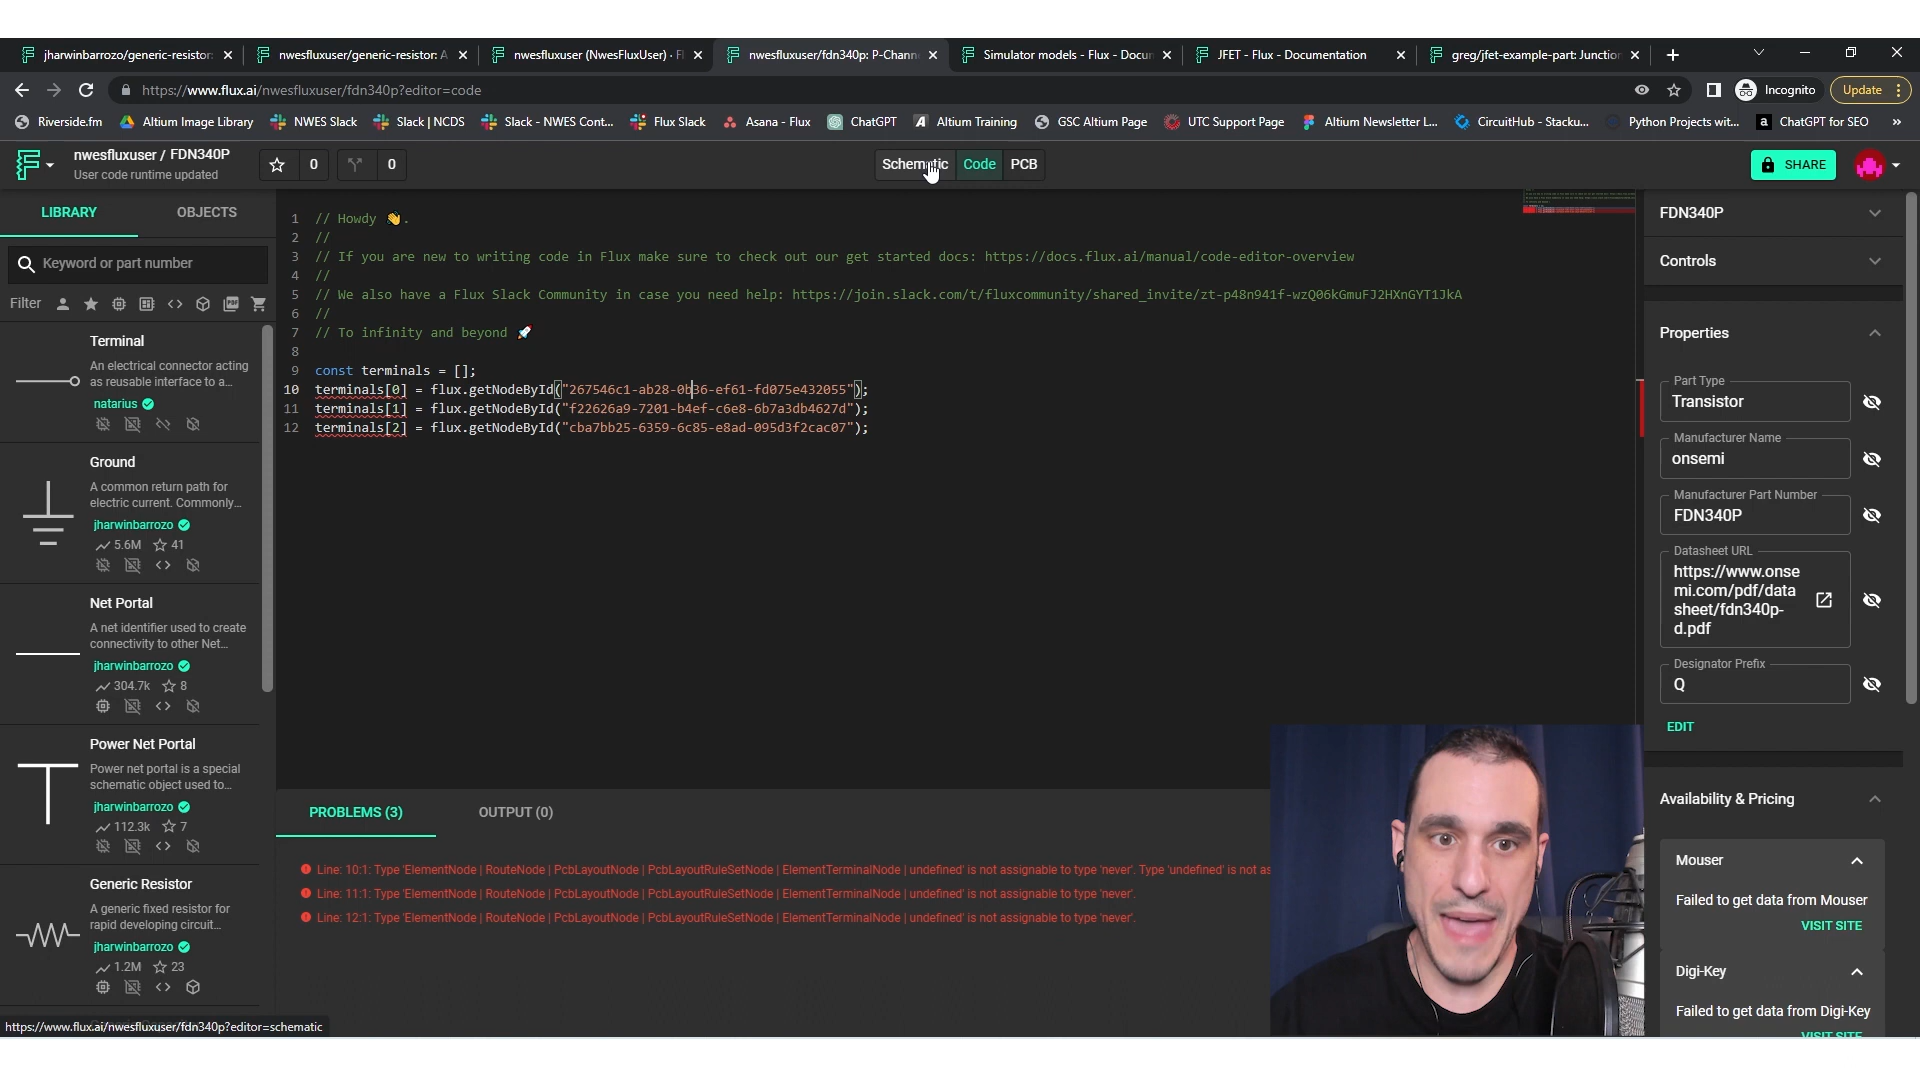 jharwinbarrozo/generic-resistor:
nwesfluxuser/generic-resistor: A
nwesfluxuser (NwesFluxUser) · Fl
nwesfluxuser/fdn340p: P-Chann
Simulator models - Flux - Docun
JFET - Flux - Documentation
greg/jfet-example-part: Junction
https://www.flux.ai/nwesfluxuser/fdn340p?editor=code
Incognito
Update
Riverside.fm
Altium Image Library
NWES Slack
Slack | NCDS
Slack - NWES Cont...
Flux Slack
Asana - Flux
ChatGPT
Altium Training
GSC Altium Page
UTC Support Page
Altium Newsletter L...
CircuitHub - Stacku...
Python Projects wit...
ChatGPT for SEO
»
nwesfluxuser / FDN340P
User code runtime updated
0
0
Schematic
Code
PCB
SHARE
LIBRARY
OBJECTS
Keyword or part number
Filter
Terminal
An electrical connector acting
as reusable interface to a...
natarius
Ground
A common return path for
electric current. Commonly...
jharwinbarrozo
5.6M
41
Net Portal
A net identifier used to create
connectivity to other Net...
jharwinbarrozo
304.7k
8
Power Net Portal
Power net portal is a special
schematic object used to...
jharwinbarrozo
112.3k
7
Generic Resistor
A generic fixed resistor for
rapid developing circuit...
jharwinbarrozo
1.2M
23
https://www.flux.ai/nwesfluxuser/fdn340p?editor=schematic
1 // Howdy 👋.
2 //
3 // If you are new to writing code in Flux make sure to check out our get started docs: https://docs.flux.ai/manual/code-editor-overview
4 //
5 // We also have a Flux Slack Community in case you need help: https://join.slack.com/t/fluxcommunity/shared_invite/zt-p48n941f-wzQ06kGmuFJ2HXnGYT1JkA
6 //
7 // To infinity and beyond 🚀
8
9 const terminals = [];
10 terminals[0] = flux.getNodeById("267546c1-ab28-0b36-ef61-fd075e432055");
11 terminals[1] = flux.getNodeById("f22626a9-7201-b4ef-c6e8-6b7a3db4627d");
12 terminals[2] = flux.getNodeById("cba7bb25-6359-6c85-e8ad-095d3f2cac07");
PROBLEMS (3)
OUTPUT (0)
Line: 10:1: Type 'ElementNode | RouteNode | PcbLayoutNode | PcbLayoutRuleSetNode | ElementTerminalNode | undefined' is not assignable to type 'never'. Type 'undefined' is not as
Line: 11:1: Type 'ElementNode | RouteNode | PcbLayoutNode | PcbLayoutRuleSetNode | ElementTerminalNode | undefined' is not assignable to type 'never'.
Line: 12:1: Type 'ElementNode | RouteNode | PcbLayoutNode | PcbLayoutRuleSetNode | ElementTerminalNode | undefined' is not assignable to type 'never'.
FDN340P
Controls
Properties
Part Type
Transistor
Manufacturer Name
onsemi
Manufacturer Part Number
FDN340P
Datasheet URL
https://www.onse
mi.com/pdf/data
sheet/fdn340p-
d.pdf
Designator Prefix
Q
EDIT
Availability & Pricing
Mouser
Failed to get data from Mouser
VISIT SITE
Digi-Key
Failed to get data from Digi-Key
VISIT SITE